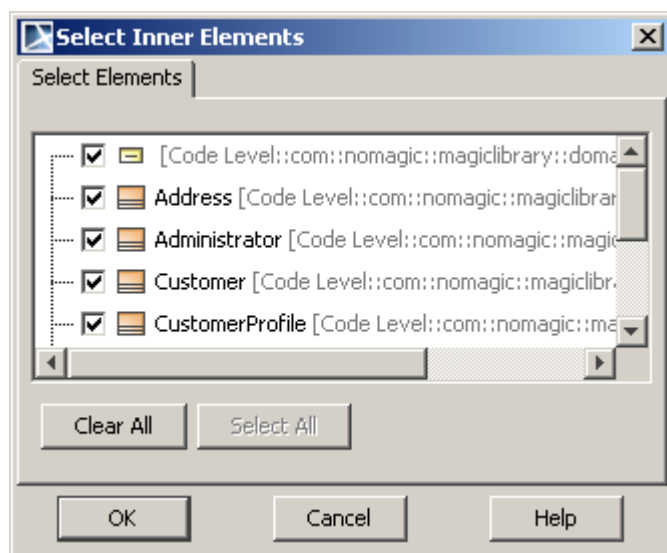 Select Inner Elements
Select Elements
[Code Level::com::nomagic::magiclibrary::doma
Address [Code Level::com::nomagic::magiclibrar
Administrator [Code Level::com::nomagic::magic
Customer [Code Level::com::nomagic::magiclibr
CustomerProfile [Code Level::com::nomagic::ma
Clear All Select All
OK Cancel Help